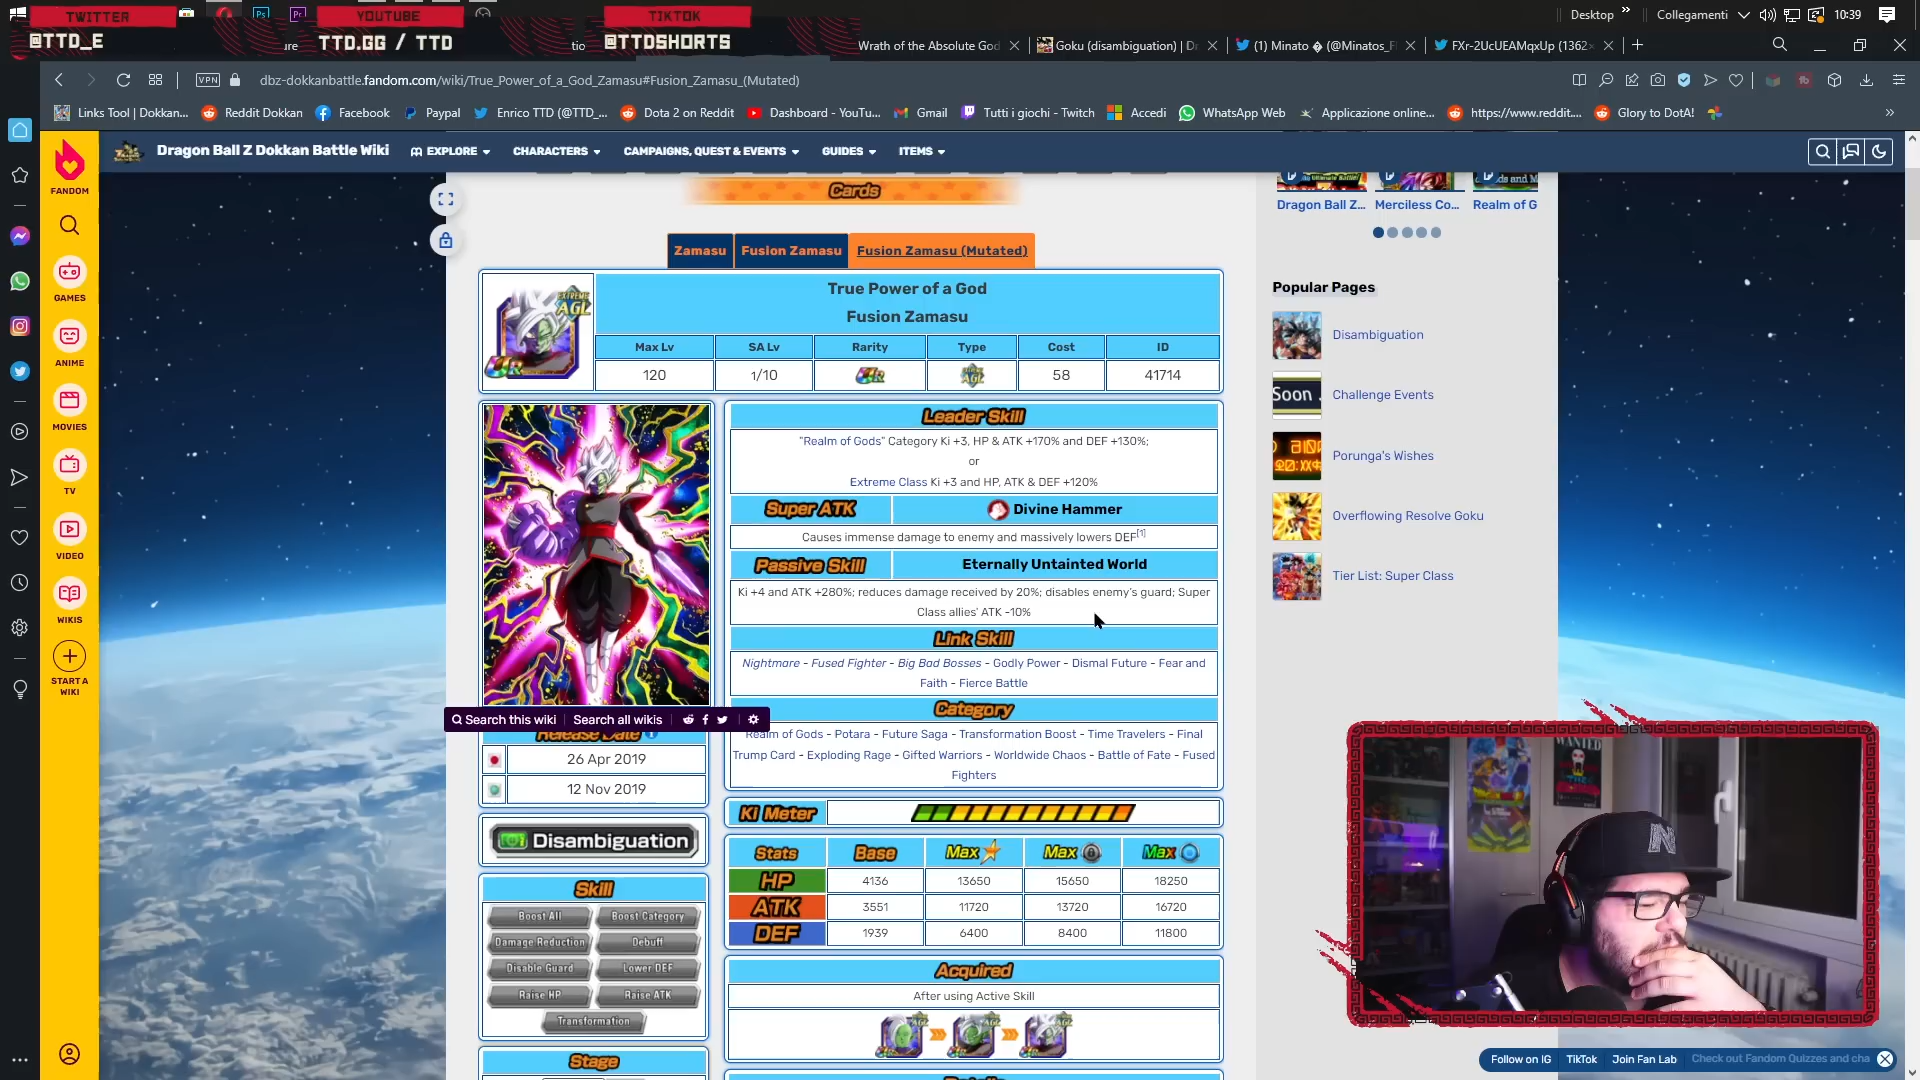 TWITTER
@TTD_E
YOUTUBE
TTD.GG / TTD
TIKTOK
@TTDSHORTS
Desktop
Collegamenti
10:39
Wrath of the Absolute God
Goku (disambiguation) | Dr
(1) Minato
@Minatos_F
FXr-2UcUEAMqxUp (1362×
VPN
dbz-dokkanbattle.fandom.com/wiki/True_Power_of_a_God_Zamasu#Fusion_Zamasu_(Mutated)
Links Tool | Dokkan...
Reddit Dokkan
Facebook
Paypal
Enrico TTD (@TTD_...
Dota 2 on Reddit
Dashboard - YouTu...
Gmail
Tutti i giochi - Twitch
Accedi
WhatsApp Web
Applicazione online...
https://www.reddit....
Glory to DotA!
Dragon Ball Z Dokkan Battle Wiki
EXPLORE
CHARACTERS
CAMPAIGNS, QUEST & EVENTS
GUIDES
ITEMS
FANDOM
GAMES
ANIME
MOVIES
TV
VIDEO
WIKIS
START A
WIKI
Cards
Zamasu
Fusion Zamasu
Fusion Zamasu (Mutated)
EXTREME
AGL
UR
True Power of a God
Fusion Zamasu
Max Lv
SA Lv
Rarity
Type
Cost
ID
120
1/10
UR
AGL
58
41714
Leader Skill
"Realm of Gods" Category Ki +3, HP & ATK +170% and DEF +130%;
or
Extreme Class Ki +3 and HP, ATK & DEF +120%
Super ATK
Divine Hammer
Causes immense damage to enemy and massively lowers DEF[1]
Passive Skill
Eternally Untainted World
Ki +4 and ATK +280%; reduces damage received by 20%; disables enemy's guard; Super
Class allies' ATK -10%
Link Skill
Nightmare - Fused Fighter - Big Bad Bosses - Godly Power - Dismal Future - Fear and
Faith - Fierce Battle
Category
Realm of Gods - Potara - Future Saga - Transformation Boost - Time Travelers - Final
Trump Card - Exploding Rage - Gifted Warriors - Worldwide Chaos - Battle of Fate - Fused
Fighters
Search this wiki
Search all wikis
Release Date
26 Apr 2019
12 Nov 2019
Disambiguation
Skill
Boost All
Boost Category
Damage Reduction
Debuff
Disable Guard
Lower DEF
Raise HP
Raise ATK
Transformation
Stage
Ki Meter
Stats
Base
Max
Max
Max
HP
4136
13650
15650
18250
ATK
3551
11720
13720
16720
DEF
1939
6400
8400
11800
Acquired
After using Active Skill
Dragon Ball Z...
Merciless Co...
Realm of G
Popular Pages
Disambiguation
Soon
Challenge Events
Porunga's Wishes
Overflowing Resolve Goku
Tier List: Super Class
WANTED
Follow on IG
TikTok
Join Fan Lab
Check out Fandom Quizzes and cha